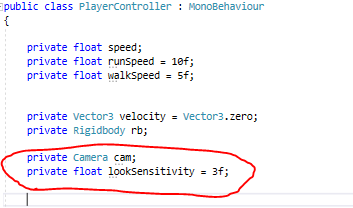 public class PlayerController : MonoBehaviour
{
private float speed;
private float runSpeed = 10f;
private float walkSpeed = 5f;
private Vector3 velocity = Vector3.zero;
private Rigidbody rb;
private Camera cam;
private float lookSensitivity = 3f;